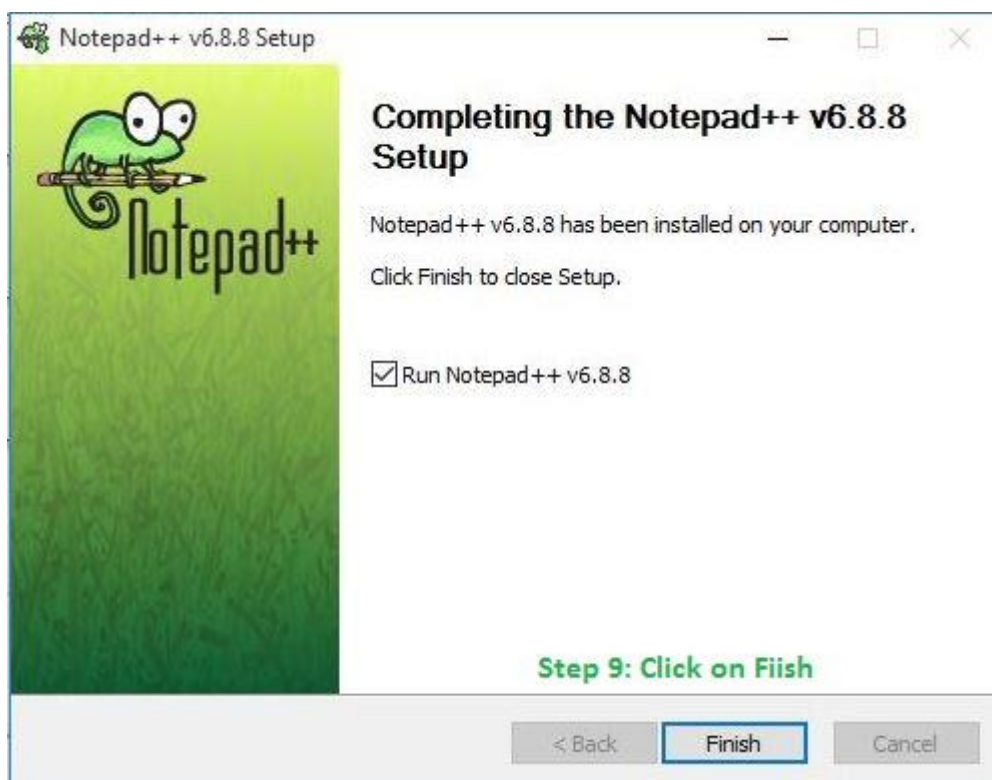 Notepad++ v6.8.8 Setup
Notepad++
Completing the Notepad++ v6.8.8
Setup
Notepad++ v6.8.8 has been installed on your computer.
Click Finish to close Setup.
Run Notepad++ v6.8.8
Step 9: Click on Fiish
< Back
Finish
Cancel